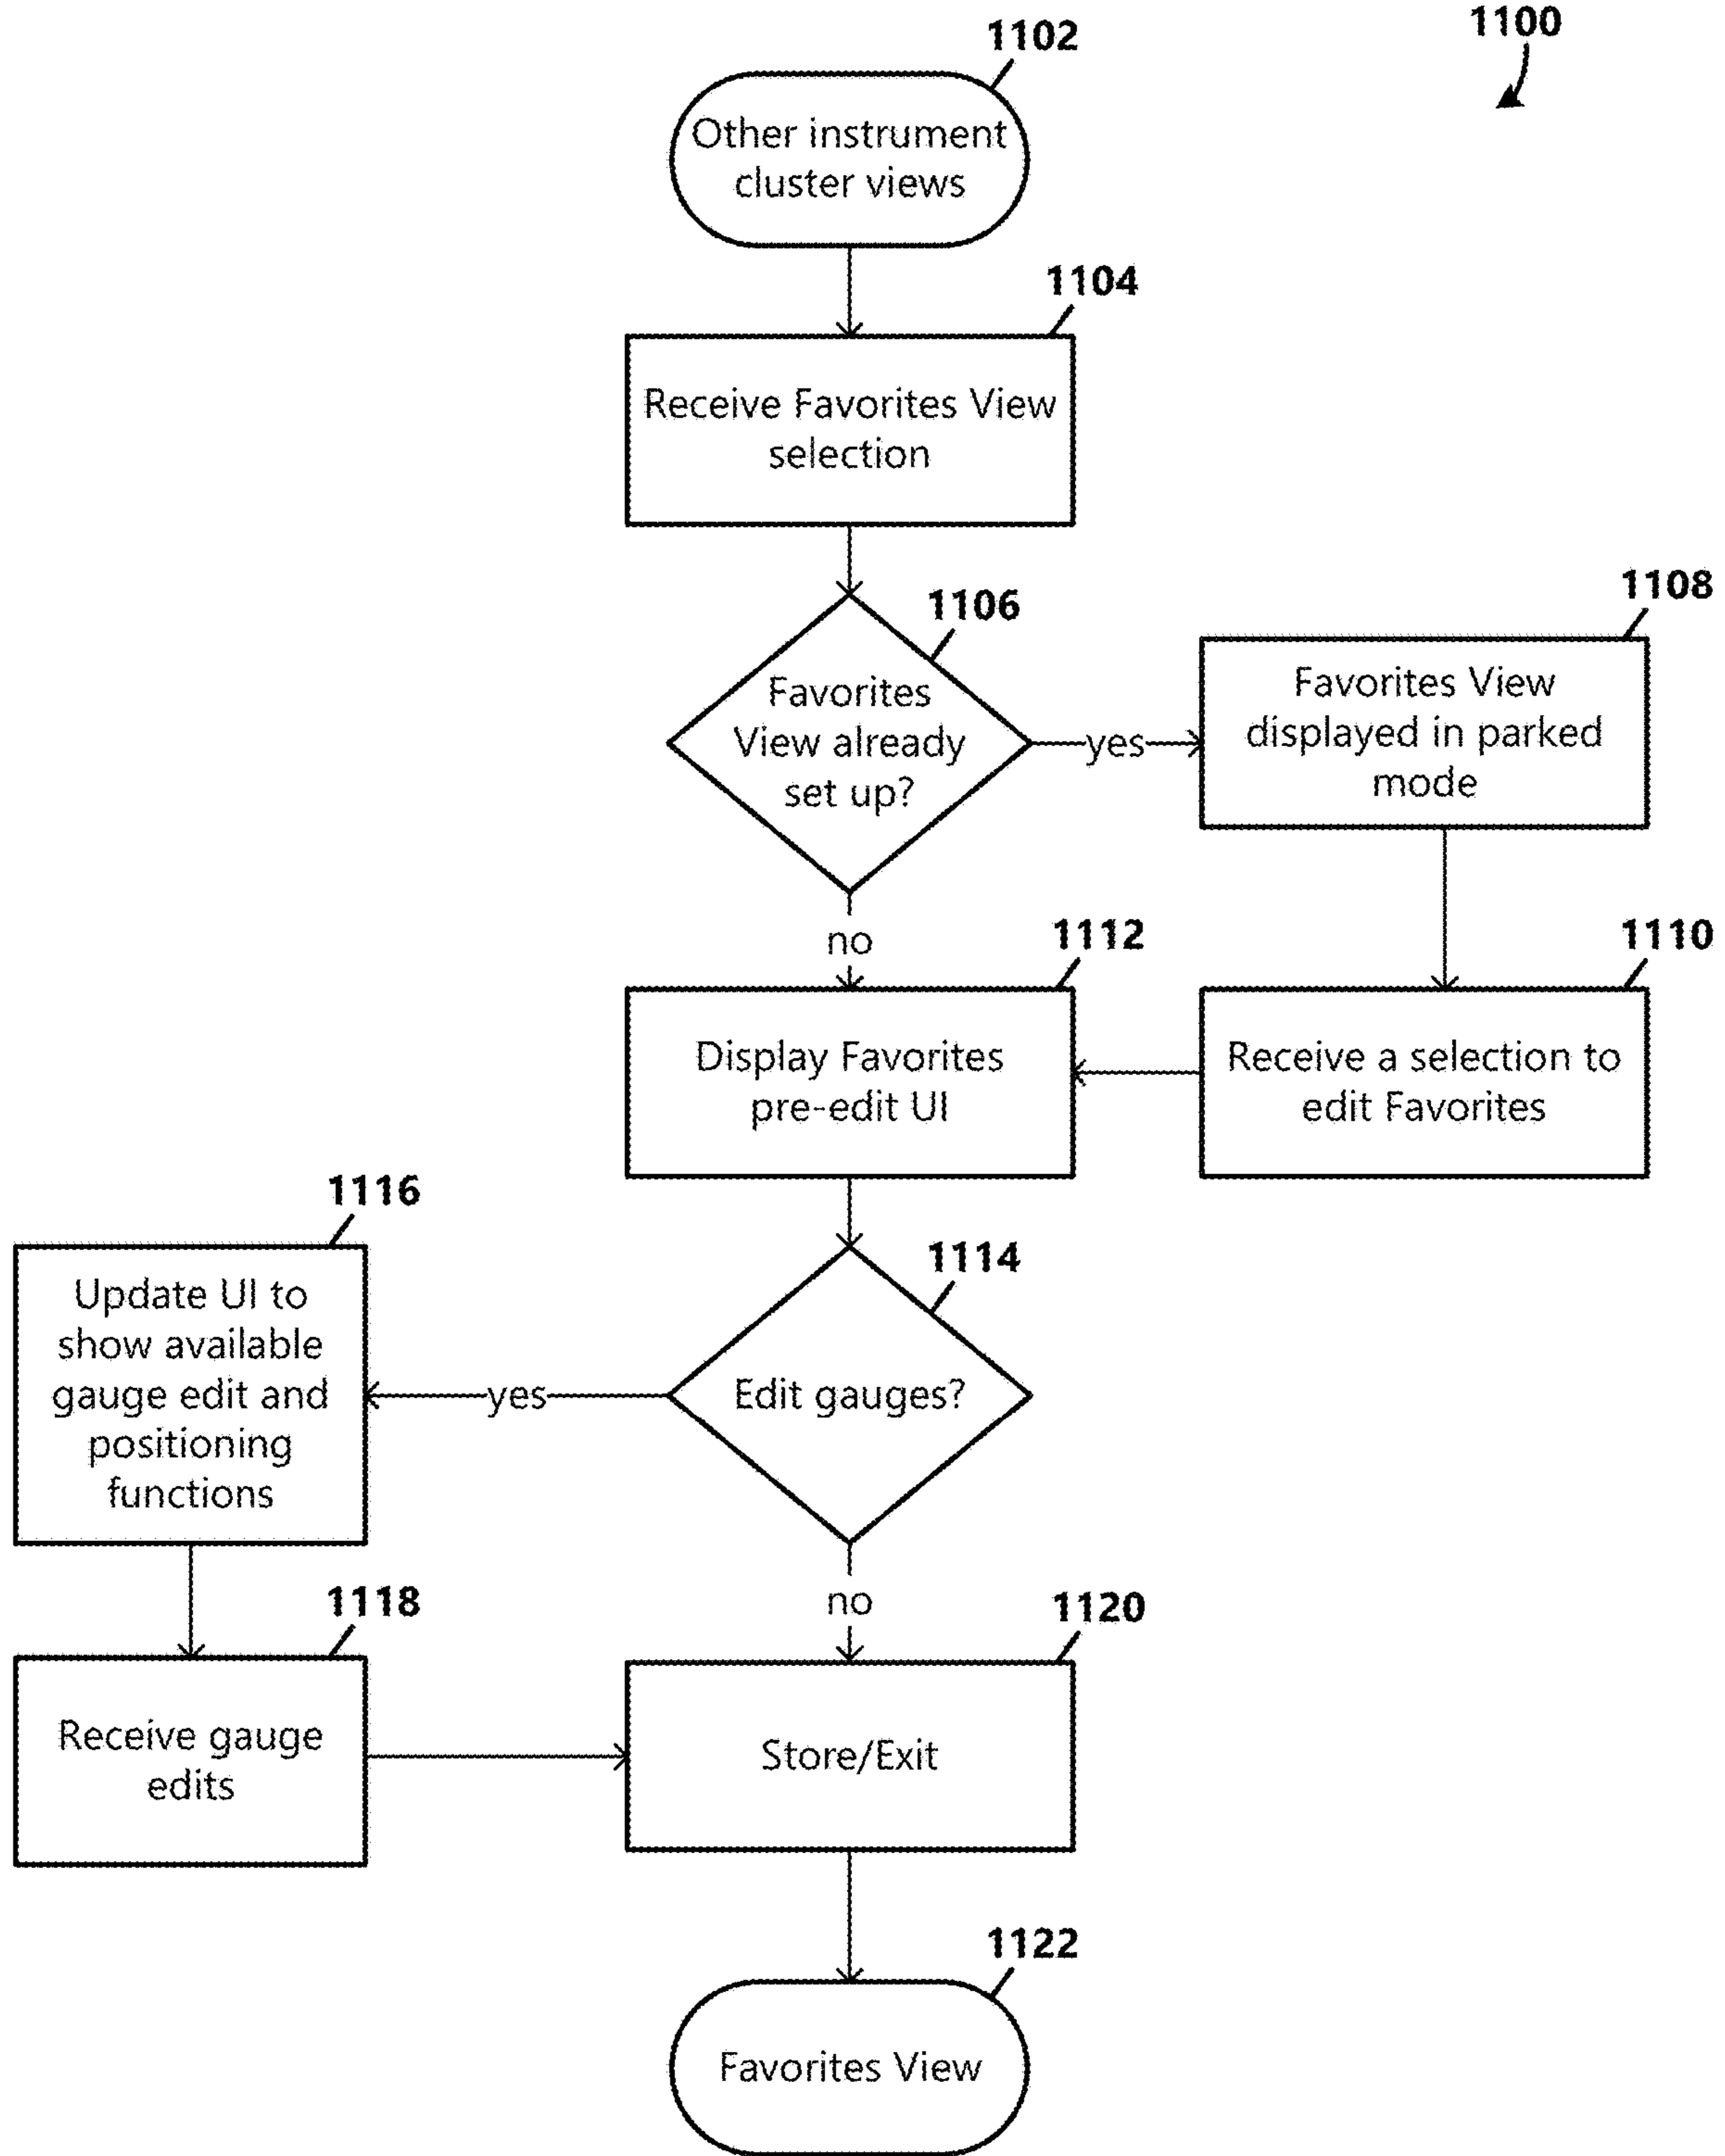 1100
1102
Other instrument
cluster views
1104
Receive Favorites View
selection
1106
Favorites
View already
set up?
yes
1108
Favorites View
displayed in parked
mode
no
1110
Receive a selection to
edit Favorites
1112
Display Favorites
pre-edit UI
1114
Edit gauges?
yes
1116
Update UI to
show available
gauge edit and
positioning
functions
no
1118
Receive gauge
edits
1120
Store/Exit
1122
Favorites View